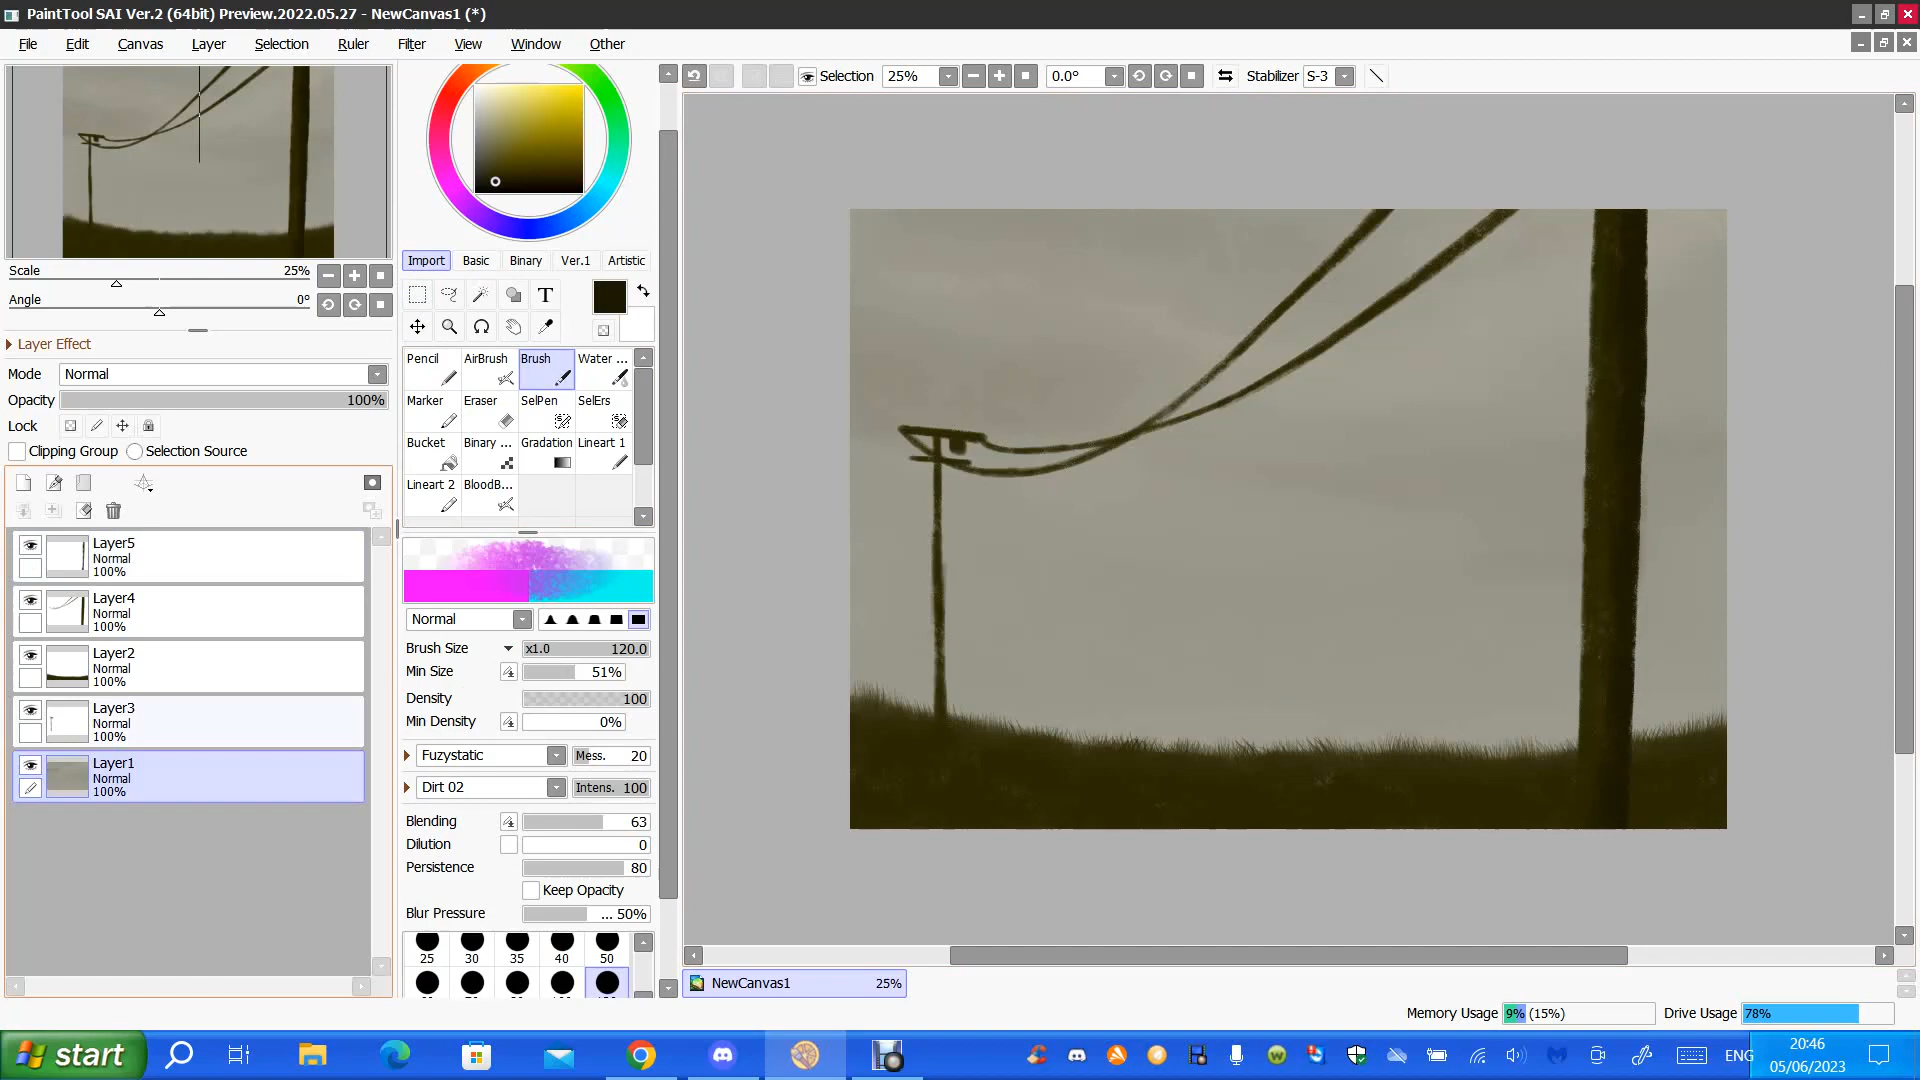 PaintTool SAI Ver.2 (64bit) Preview.2022.05.27 - NewCanvas1 (*)
File Edit Canvas Layer Selection Ruler Filter View Window Other
Selection 25% 0.0° Stabilizer S-3
Scale 25%
Angle 0°
Layer Effect
Mode Normal
Opacity 100%
Lock
Clipping Group Selection Source
Layer5
Normal
100%
Layer4
Normal
100%
Layer2
Normal
100%
Layer3
Normal
100%
Layer1
Normal
100%
Import Basic Binary Ver.1 Artistic
T
Pencil AirBrush Brush Water ...
Marker Eraser SelPen SelErs
Bucket Binary ... Gradation Lineart 1
Lineart 2 BloodB...
Normal
Brush Size x1.0 120.0
Min Size 51%
Density 100
Min Density 0%
Fuzystatic Mess. 20
Dirt 02 Intens. 100
Blending 63
Dilution 0
Persistence 80
Keep Opacity
Blur Pressure ... 50%
25 30 35 40 50
NewCanvas1 25%
Memory Usage 9% (15%) Drive Usage 78%
start
ENG
20:46
05/06/2023